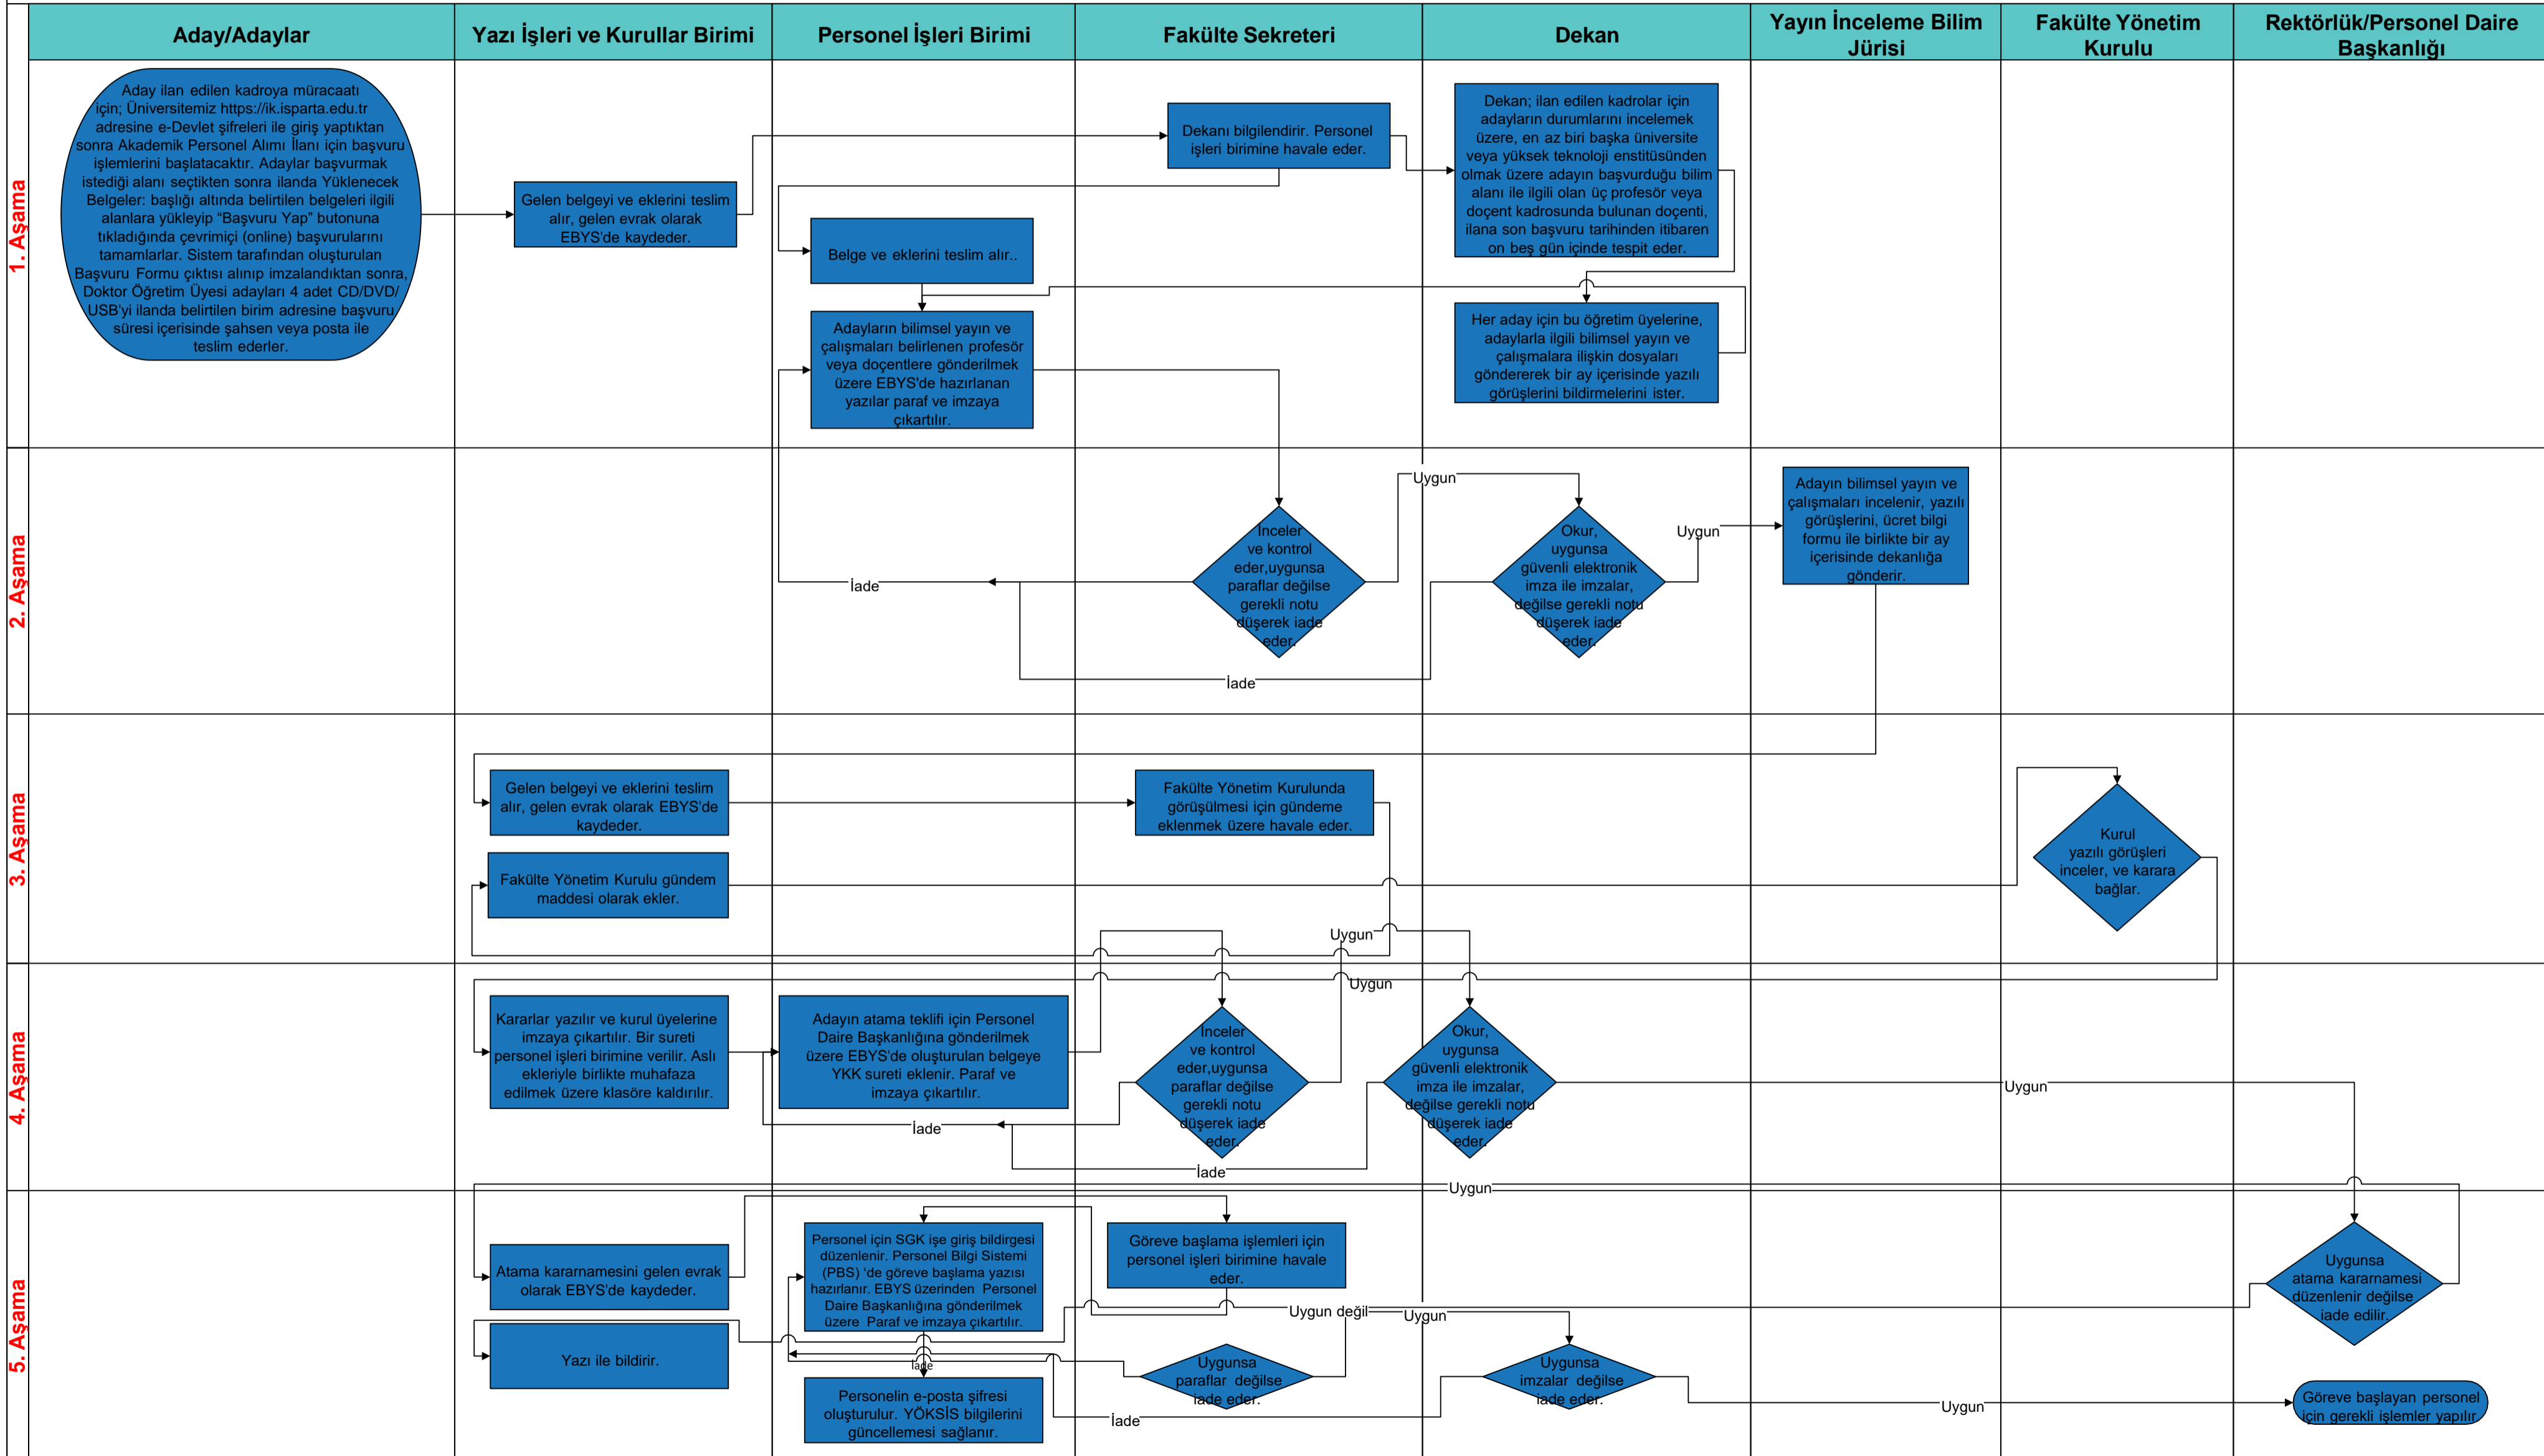 Aday/Adaylar
Yazı İşleri ve Kurullar Birimi
Personel İşleri Birimi
Fakülte Sekreteri
Dekan
Yayın İnceleme Bilim
Jürisi
Fakülte Yönetim
Kurulu
Rektörlük/Personel Daire
Başkanlığı
1. Aşama
Aday ilan edilen kadroya müracaatı
için; Üniversitemiz https://ik.isparta.edu.tr
adresine e-Devlet şifreleri ile giriş yaptıktan
sonra Akademik Personel Alımı İlanı için başvuru
işlemlerini başlatacaktır. Adaylar başvurmak
istediği alanı seçtikten sonra ilanda Yüklenecek
Belgeler: başlığı altında belirtilen belgeleri ilgili
alanlara yükleyip “Başvuru Yap” butonuna
tıkladığında çevrimiçi (online) başvurularını
tamamlarlar. Sistem tarafından oluşturulan
Başvuru Formu çıktısı alınıp imzalandıktan sonra,
Doktor Öğretim Üyesi adayları 4 adet CD/DVD/
USB'yi ilanda belirtilen birim adresine başvuru
süresi içerisinde şahsen veya posta ile
teslim ederler.
Gelen belgeyi ve eklerini teslim
alır, gelen evrak olarak
EBYS'de kaydeder.
Dekanı bilgilendirir. Personel
işleri birimine havale eder.
Dekan; ilan edilen kadrolar için
adayların durumlarını incelemek
üzere, en az biri başka üniversite
veya yüksek teknoloji enstitüsünden
olmak üzere adayın başvurduğu bilim
alanı ile ilgili olan üç profesör veya
doçent kadrosunda bulunan doçenti,
ilana son başvuru tarihinden itibaren
on beş gün içinde tespit eder.
Belge ve eklerini teslim alır..
Adayların bilimsel yayın ve
çalışmaları belirlenen profesör
veya doçentlere gönderilmek
üzere EBYS'de hazırlanan
yazılar paraf ve imzaya
çıkartılır.
Her aday için bu öğretim üyelerine,
adaylarla ilgili bilimsel yayın ve
çalışmalara ilişkin dosyaları
göndererek bir ay içerisinde yazılı
görüşlerini bildirmelerini ister.
2. Aşama
İade
İnceler
ve kontrol
eder,uygunsa
paraflar değilse
gerekli notu
düşerek iade
eder.
Uygun
Okur,
uygunsa
güvenli elektronik
imza ile imzalar,
değilse gerekli notu
düşerek iade
eder.
Uygun
Adayın bilimsel yayın ve
çalışmaları incelenir, yazılı
görüşlerini, ücret bilgi
formu ile birlikte bir ay
içerisinde dekanlığa
gönderir.
İade
3. Aşama
Gelen belgeyi ve eklerini teslim
alır, gelen evrak olarak EBYS'de
kaydeder.
Fakülte Yönetim Kurulunda
görüşülmesi için gündeme
eklenmek üzere havale eder.
Fakülte Yönetim Kurulu gündem
maddesi olarak ekler.
Kurul
yazılı görüşleri
inceler, ve karara
bağlar.
Uygun
4. Aşama
Uygun
Kararlar yazılır ve kurul üyelerine
imzaya çıkartılır. Bir sureti
personel işleri birimine verilir. Aslı
ekleriyle birlikte muhafaza
edilmek üzere klasöre kaldırılır.
Adayın atama teklifi için Personel
Daire Başkanlığına gönderilmek
üzere EBYS'de oluşturulan belgeye
YKK sureti eklenir. Paraf ve
imzaya çıkartılır.
İnceler
ve kontrol
eder,uygunsa
paraflar değilse
gerekli notu
düşerek iade
eder.
Okur,
uygunsa
güvenli elektronik
imza ile imzalar,
değilse gerekli notu
düşerek iade
eder.
Uygun
İade
İade
Uygun
5. Aşama
Atama kararnamesini gelen evrak
olarak EBYS'de kaydeder.
Personel için SGK işe giriş bildirgesi
düzenlenir. Personel Bilgi Sistemi
(PBS) ‘de göreve başlama yazısı
hazırlanır. EBYS üzerinden Personel
Daire Başkanlığına gönderilmek
üzere Paraf ve imzaya çıkartılır.
Göreve başlama işlemleri için
personel işleri birimine havale
eder.
Uygunsa
atama kararnamesi
düzenlenir değilse
iade edilir.
Uygun değil
Uygun
Yazı ile bildirir.
İade
Personelin e-posta şifresi
oluşturulur. YÖKSİS bilgilerini
güncellemesi sağlanır.
Uygunsa
paraflar değilse
iade eder.
Uygunsa
imzalar değilse
iade eder.
İade
Uygun
Göreve başlayan personel
için gerekli işlemler yapılır